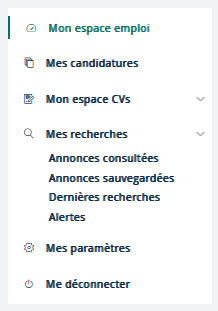 Mon espace emploi
Mes candidatures
Mon espace CVs
Mes recherches
Annonces consultées
Annonces sauvegardées
Dernières recherches
Alertes
Mes paramètres
Me déconnecter